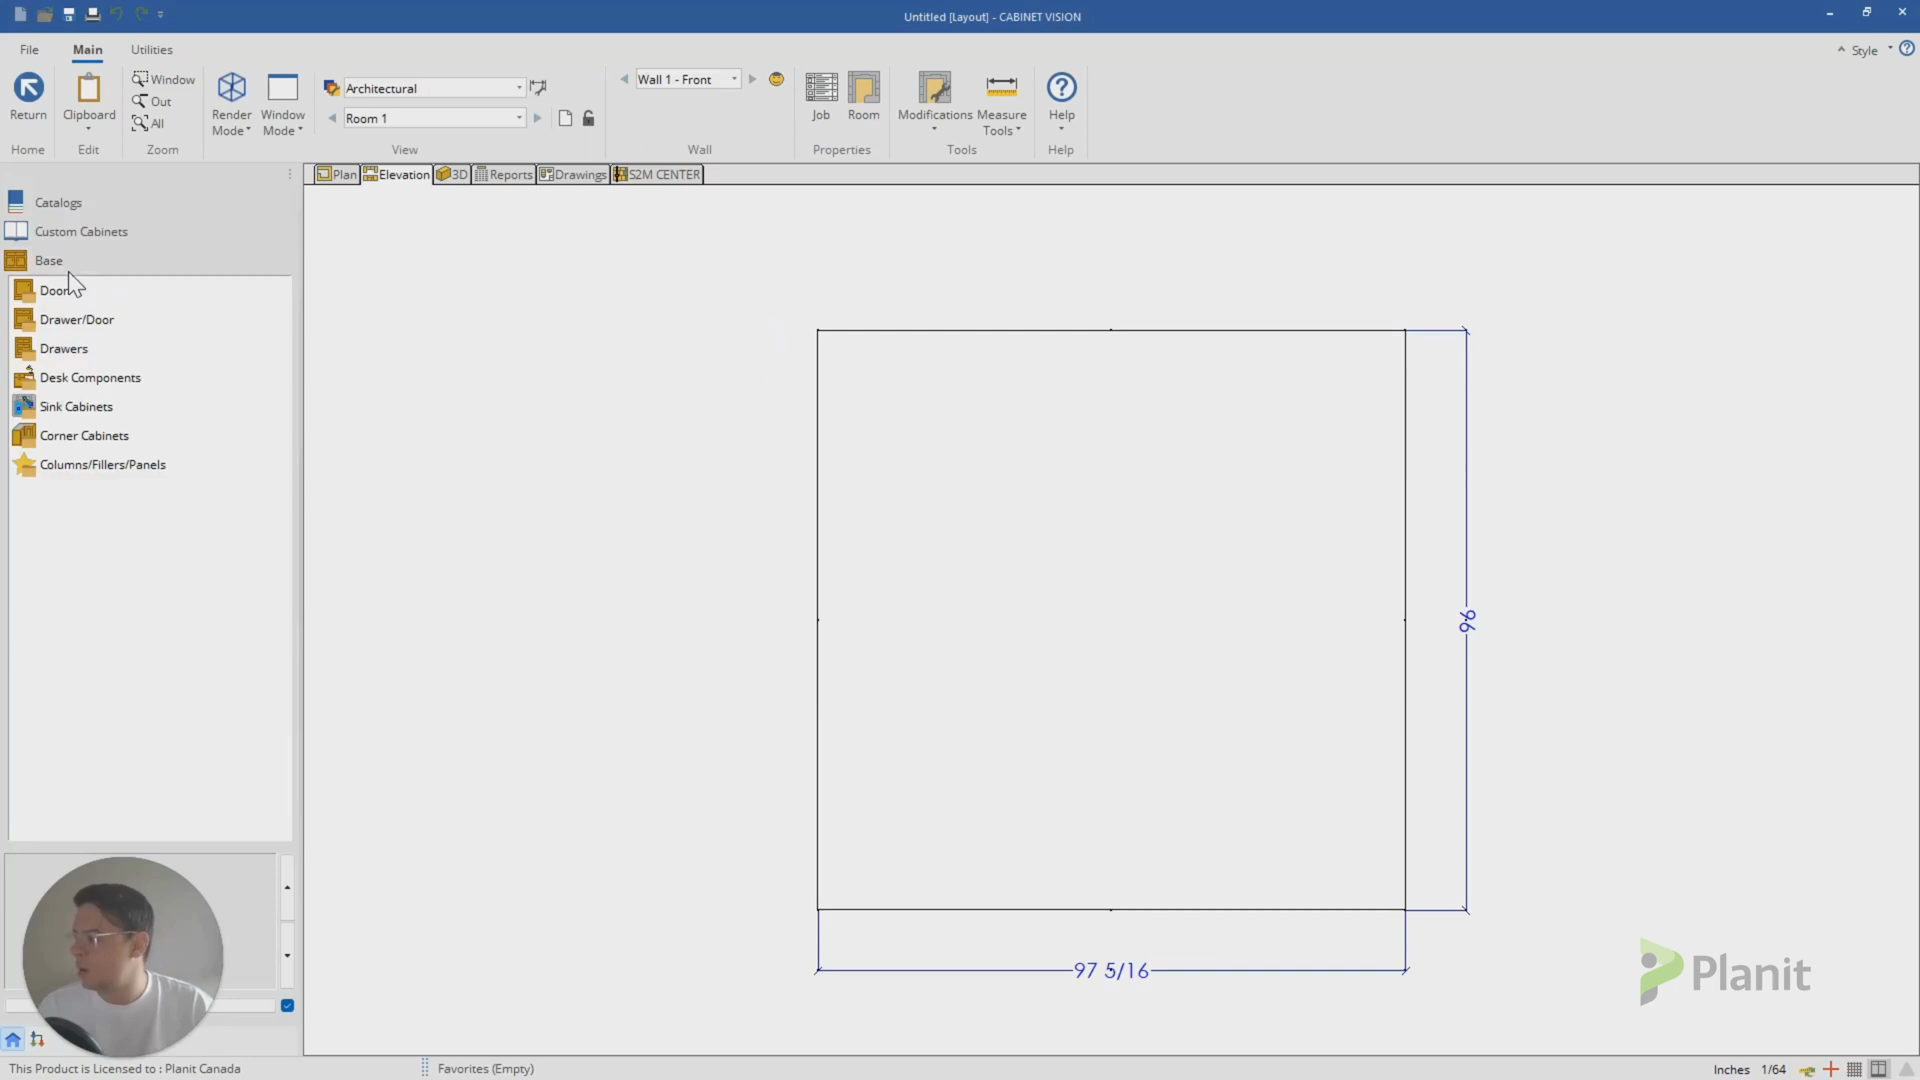 Untitled [Layout] - CABINET VISION
File
Main
Utilities
Style
Return
Clipboard
Window
Out
All
Render
Mode
Window
Mode
Architectural
Room 1
Wall 1 - Front
Job
Room
Modifications
Measure
Tools
Help
Home
Edit
Zoom
View
Wall
Properties
Tools
Help
Plan
Elevation
3D
Reports
Drawings
S2M CENTER
Catalogs
Custom Cabinets
Base
Door
Drawer/Door
Drawers
Desk Components
Sink Cabinets
Corner Cabinets
Columns/Fillers/Panels
96
97 5/16
Planit
This Product is Licensed to : Planit Canada
Favorites (Empty)
Inches
1/64